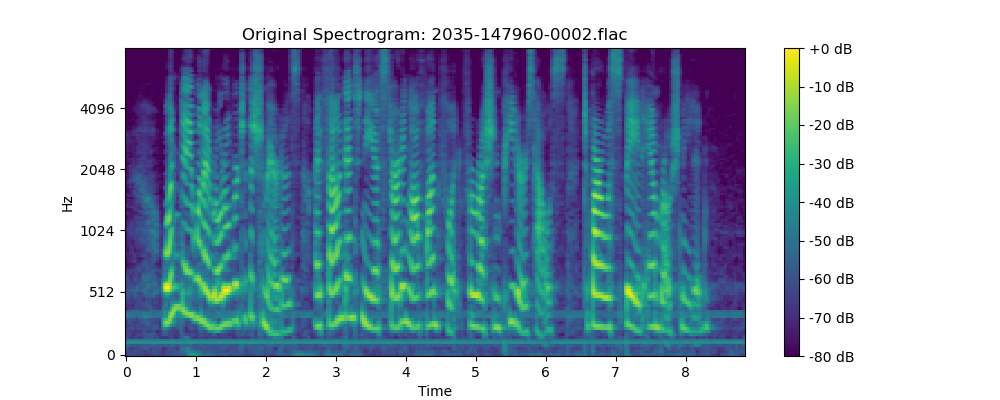 Original Spectrogram: 2035-147960-0002.flac
Hz
4096
2048
1024
512
0
0 1 2 3 4 5 6 7 8
Time
+0 dB
-10 dB
-20 dB
-30 dB
-40 dB
-50 dB
-60 dB
-70 dB
-80 dB